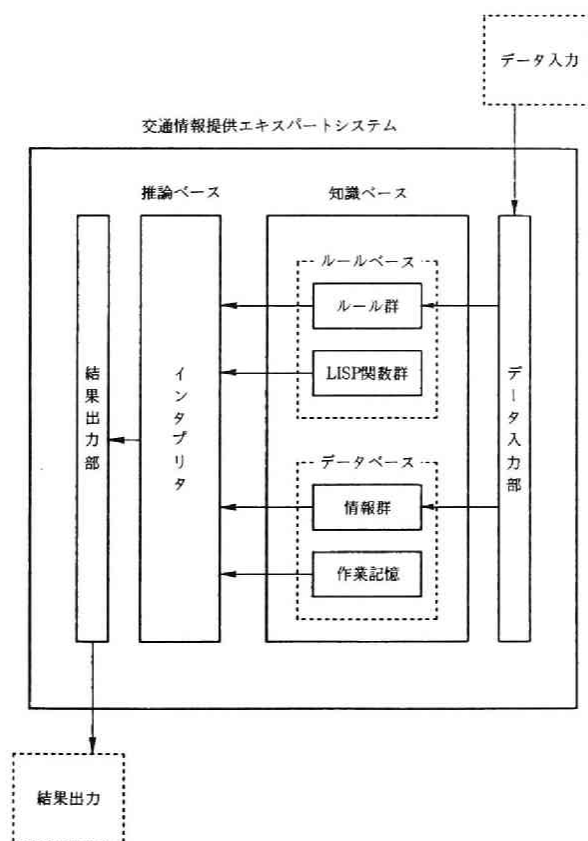 データ入力
交通情報提供エキスパートシステム
推論ベース
知識ベース
ルールベース
ルール群
LISP関数群
データベース
情報群
作業記憶
結果出力部
インタプリタ
データ入力部
結果出力